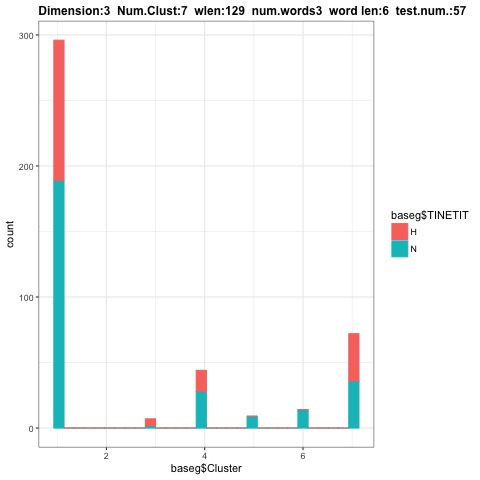 Dimension:3 Num.Clust:7 wlen:129 num.words3 word len:6 test.num.:57
300
200
100
0
count
2 4 6
baseg$Cluster
baseg$TINETIT
H
N